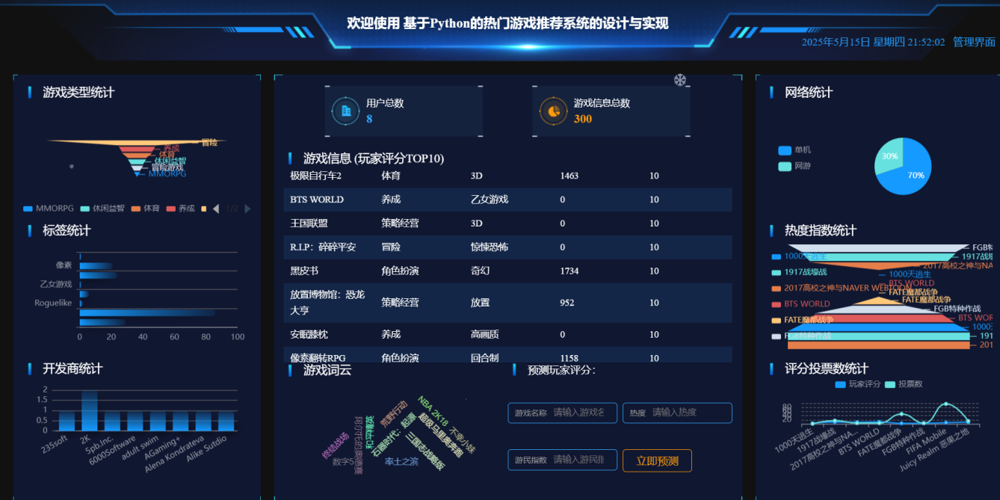 欢迎使用 基于Python的热门游戏推荐系统的设计与实现
2025年5月15日 星期四 21:52:02 管理界面
游戏类型统计
冒险
养成
体育
休闲益智
冒险游戏
MMORPG
MMORPG 休闲益智 体育 养成 1/2
标签统计
像素
乙女游戏
Roguelike
0 20 40 60 80 100
开发商统计
2
1.5
1
0.5
0
235soft
2K
5pb.Inc.
6000Software
adult swim
AGaming+
Alena Kondrateva
Alike Sutdio
用户总数
8
游戏信息总数
300
游戏信息 (玩家评分TOP10)
极限自行车2 体育 3D 1463 10
BTS WORLD 养成 乙女游戏 0 10
王国联盟 策略经营 3D 0 10
R.I.P：碎碎平安 冒险 惊悚恐怖 0 10
黑皮书 角色扮演 奇幻 1734 10
放置博物馆：恐龙
大亨 策略经营 放置 952 10
安眠膝枕 养成 高画质 0 10
像素翻转RPG 角色扮演 回合制 1158 10
游戏词云
NBA 2K18
荒野行动
超级马里奥奔跑
不幸小妹
和平精英
石器时代：起源
三国志战略版
终结战场
数字5
率土之滨
预测玩家评分：
游戏名称 请输入游戏名
热度 请输入热度
游民指数 请输入游民指
立即预测
网络统计
单机
网游
30%
70%
热度指数统计
1000天逃生
1917战壕战
2017高校之神与NAVER WEBTOON
BTS WORLD
FATE魔都战争
FGB特种作战
FGB特
1917战壕
2017高校之神与NA
1000天逃生
BTS WORLD
FATE魔都战争
FATE魔都战争
FGB特种作战
BTS WOR
1000
191
201
评分投票数统计
玩家评分 投票数
80
60
40
20
1000天逃生
1917战壕战
2017高校之神与NA...
BTS WORLD
FATE魔都战争
FGB特种作战
FIFA Mobile
Juicy Realm 恶果之地